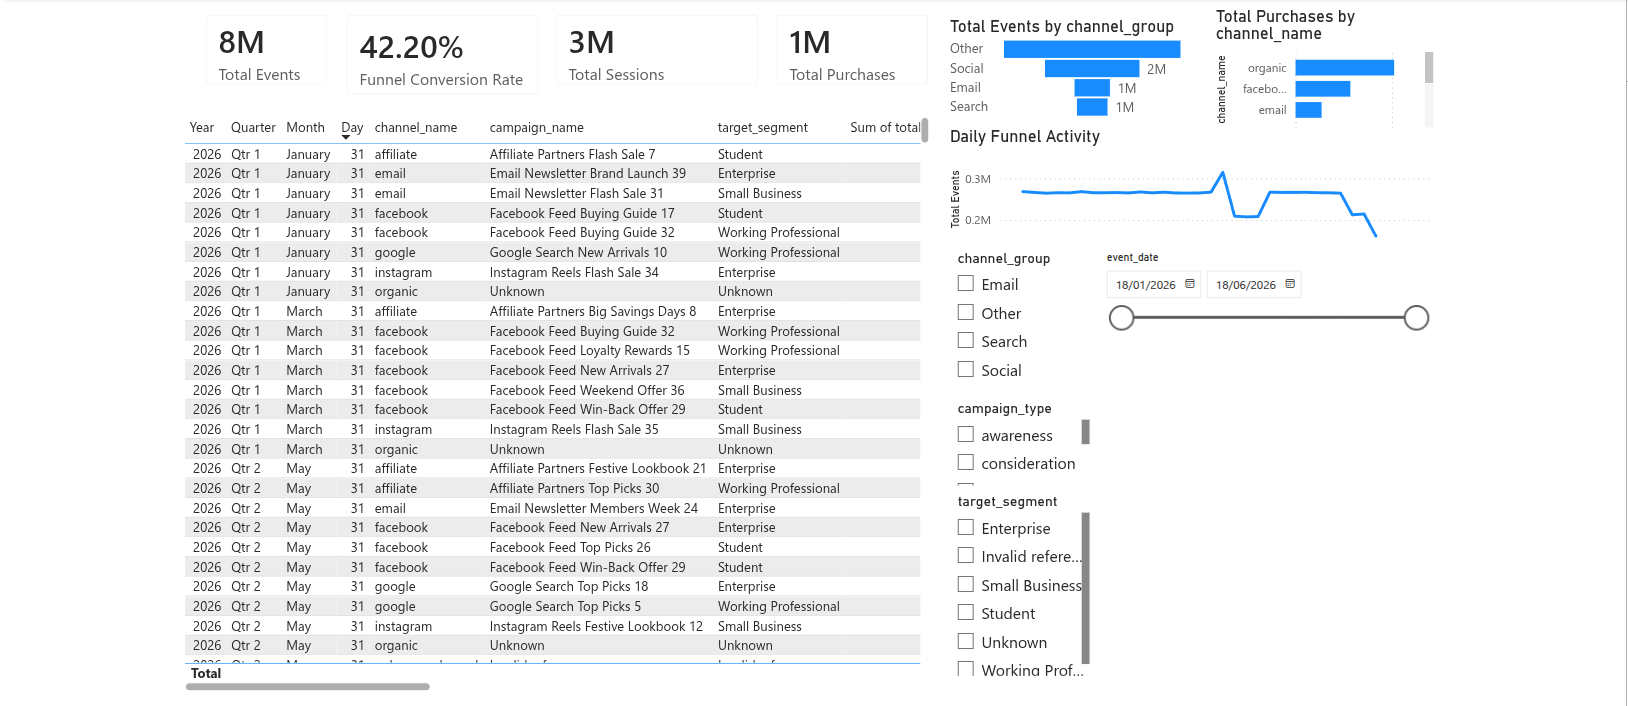 8M
Total Events
42.20%
Funnel Conversion Rate
3M
Total Sessions
1M
Total Purchases
Year Quarter Month Day channel_name campaign_name target_segment Sum of total
2026 Qtr 1 January 31 affiliate Affiliate Partners Flash Sale 7 Student
2026 Qtr 1 January 31 email Email Newsletter Brand Launch 39 Enterprise
2026 Qtr 1 January 31 email Email Newsletter Flash Sale 31 Small Business
2026 Qtr 1 January 31 facebook Facebook Feed Buying Guide 17 Student
2026 Qtr 1 January 31 facebook Facebook Feed Buying Guide 32 Working Professional
2026 Qtr 1 January 31 google Google Search New Arrivals 10 Working Professional
2026 Qtr 1 January 31 instagram Instagram Reels Flash Sale 34 Enterprise
2026 Qtr 1 January 31 organic Unknown Unknown
2026 Qtr 1 March 31 affiliate Affiliate Partners Big Savings Days 8 Enterprise
2026 Qtr 1 March 31 facebook Facebook Feed Buying Guide 32 Working Professional
2026 Qtr 1 March 31 facebook Facebook Feed Loyalty Rewards 15 Working Professional
2026 Qtr 1 March 31 facebook Facebook Feed New Arrivals 27 Enterprise
2026 Qtr 1 March 31 facebook Facebook Feed Weekend Offer 36 Small Business
2026 Qtr 1 March 31 facebook Facebook Feed Win-Back Offer 29 Student
2026 Qtr 1 March 31 instagram Instagram Reels Flash Sale 35 Small Business
2026 Qtr 1 March 31 organic Unknown Unknown
2026 Qtr 2 May 31 affiliate Affiliate Partners Festive Lookbook 21 Enterprise
2026 Qtr 2 May 31 affiliate Affiliate Partners Top Picks 30 Working Professional
2026 Qtr 2 May 31 email Email Newsletter Members Week 24 Enterprise
2026 Qtr 2 May 31 facebook Facebook Feed New Arrivals 27 Enterprise
2026 Qtr 2 May 31 facebook Facebook Feed Top Picks 26 Student
2026 Qtr 2 May 31 facebook Facebook Feed Win-Back Offer 29 Student
2026 Qtr 2 May 31 google Google Search Top Picks 18 Enterprise
2026 Qtr 2 May 31 google Google Search Top Picks 5 Working Professional
2026 Qtr 2 May 31 instagram Instagram Reels Festive Lookbook 12 Small Business
2026 Qtr 2 May 31 organic Unknown Unknown
Total
Total Events by channel_group
Other
Social 2M
Email 1M
Search 1M
Total Purchases by
channel_name
channel_name
organic
facebo...
email
Daily Funnel Activity
Total Events
0.3M
0.2M
channel_group
Email
Other
Search
Social
event_date
18/01/2026 18/06/2026
campaign_type
awareness
consideration
target_segment
Enterprise
Invalid refere...
Small Business
Student
Unknown
Working Prof...